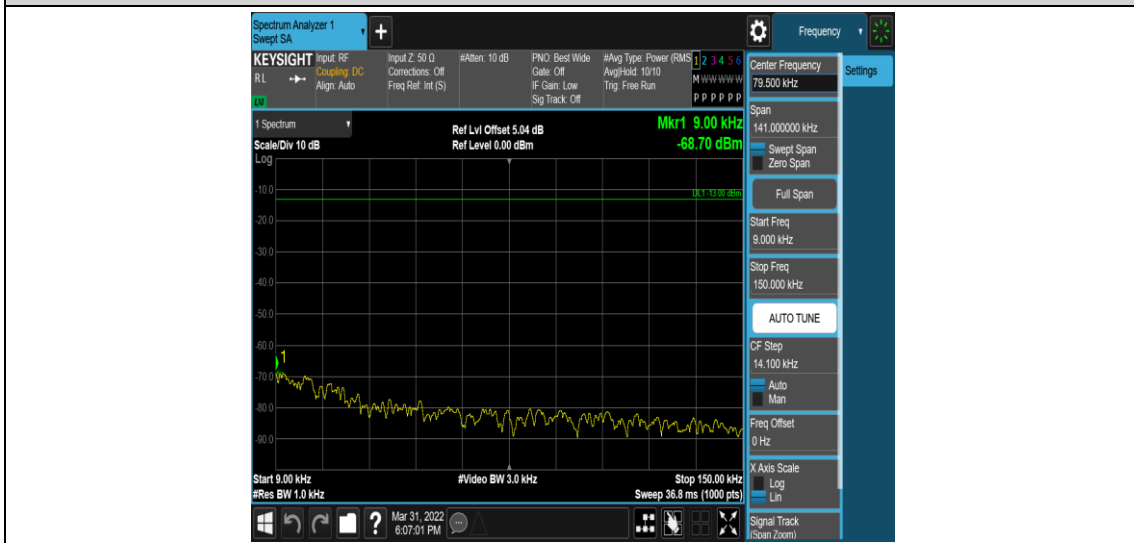 Spectrum Analyzer 1
Swept SA
+
Frequency
KEYSIGHT
RL
LXI
Input: RF
Coupling: DC
Align: Auto
Input Z: 50 Ω
Corrections: Off
Freq Ref: Int (S)
#Atten: 10 dB
PNO: Best Wide
Gate: Off
IF Gain: Low
Sig Track: Off
#Avg Type: Power (RMS
Avg|Hold: 10/10
Trig: Free Run
1 2 3 4 5 6
M W W W W W
P P P P P P
Center Frequency
79.500 kHz
Settings
1 Spectrum
Scale/Div 10 dB
Ref Lvl Offset 5.04 dB
Ref Level 0.00 dBm
Mkr1 9.00 kHz
-68.70 dBm
Log
DL1 -13.00 dBm
-10.0
-20.0
-30.0
-40.0
-50.0
-60.0
1
-70.0
-80.0
-90.0
Start 9.00 kHz
#Res BW 1.0 kHz
#Video BW 3.0 kHz
Stop 150.00 kHz
Sweep 36.8 ms (1000 pts)
Span
141.000000 kHz
Swept Span
Zero Span
Full Span
Start Freq
9.000 kHz
Stop Freq
150.000 kHz
AUTO TUNE
CF Step
14.100 kHz
Auto
Man
Freq Offset
0 Hz
X Axis Scale
Log
Lin
Signal Track
(Span Zoom)
?
Mar 31, 2022
6:07:01 PM